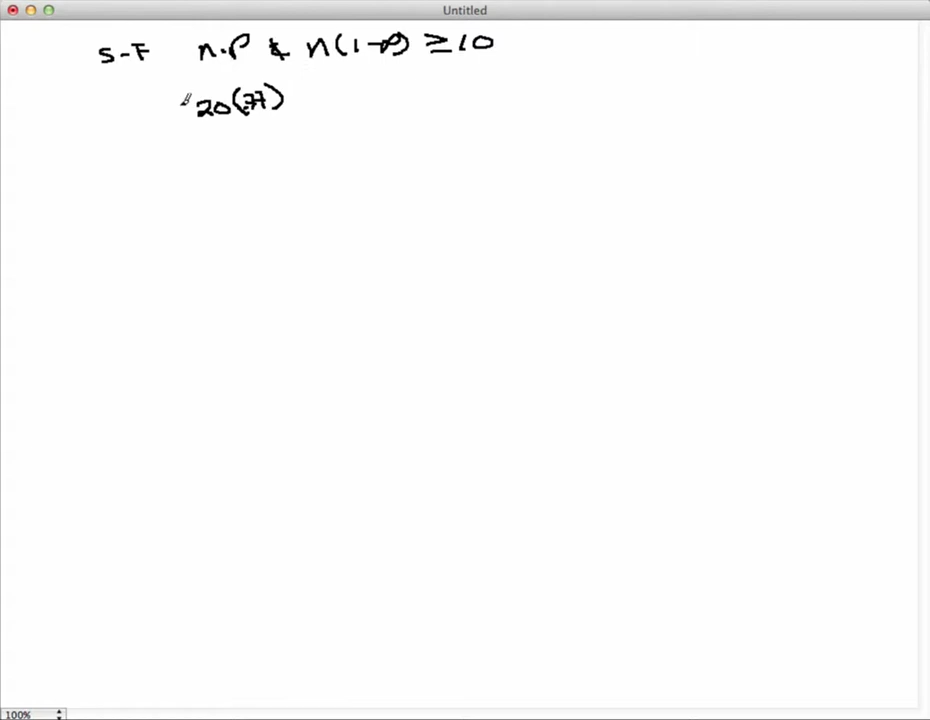 Untitled
S-F n·p & n(1-p) ≥10
20(.77)
100%